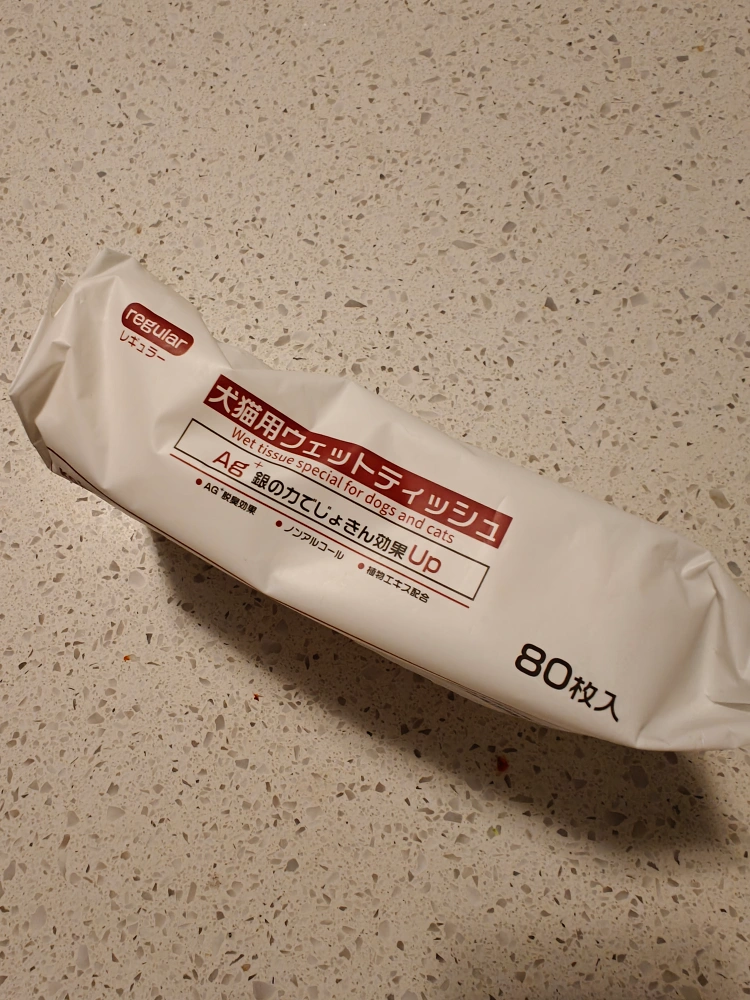 regular
レギュラー
犬猫用ウェットティッシュ
Wet tissue special for dogs and cats
Ag⁺銀の力でじょきん効果Up
•AG⁺脱臭効果 •ノンアルコール •植物エキス配合
80枚入